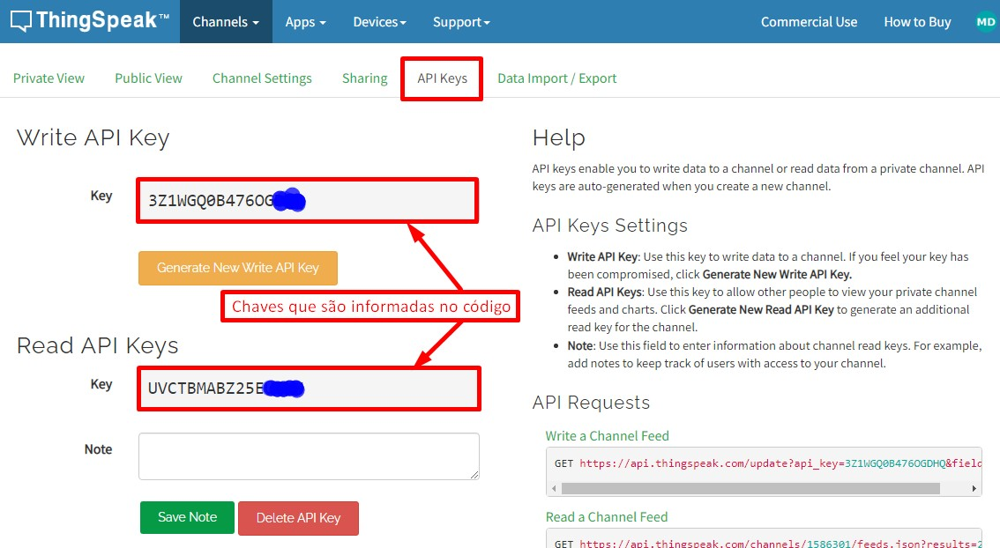 ThingSpeak™ Channels Apps Devices Support Commercial Use How to Buy MD
Private View Public View Channel Settings Sharing API Keys Data Import / Export
Write API Key
Key 3Z1WGQ0B476OG
Generate New Write API Key
Chaves que são informadas no código
Read API Keys
Key UVCTBMABZ25E
Note
Save Note Delete API Key
Help
API keys enable you to write data to a channel or read data from a private channel. API
keys are auto-generated when you create a new channel.
API Keys Settings
• Write API Key: Use this key to write data to a channel. If you feel your key has
been compromised, click Generate New Write API Key.
• Read API Keys: Use this key to allow other people to view your private channel
feeds and charts. Click Generate New Read API Key to generate an additional
read key for the channel.
• Note: Use this field to enter information about channel read keys. For example,
add notes to keep track of users with access to your channel.
API Requests
Write a Channel Feed
GET https://api.thingspeak.com/update?api_key=3Z1WGQ0B476OGDHQ&field
Read a Channel Feed
GET https://api.thingspeak.com/channels/1586301/feeds.json?results=2